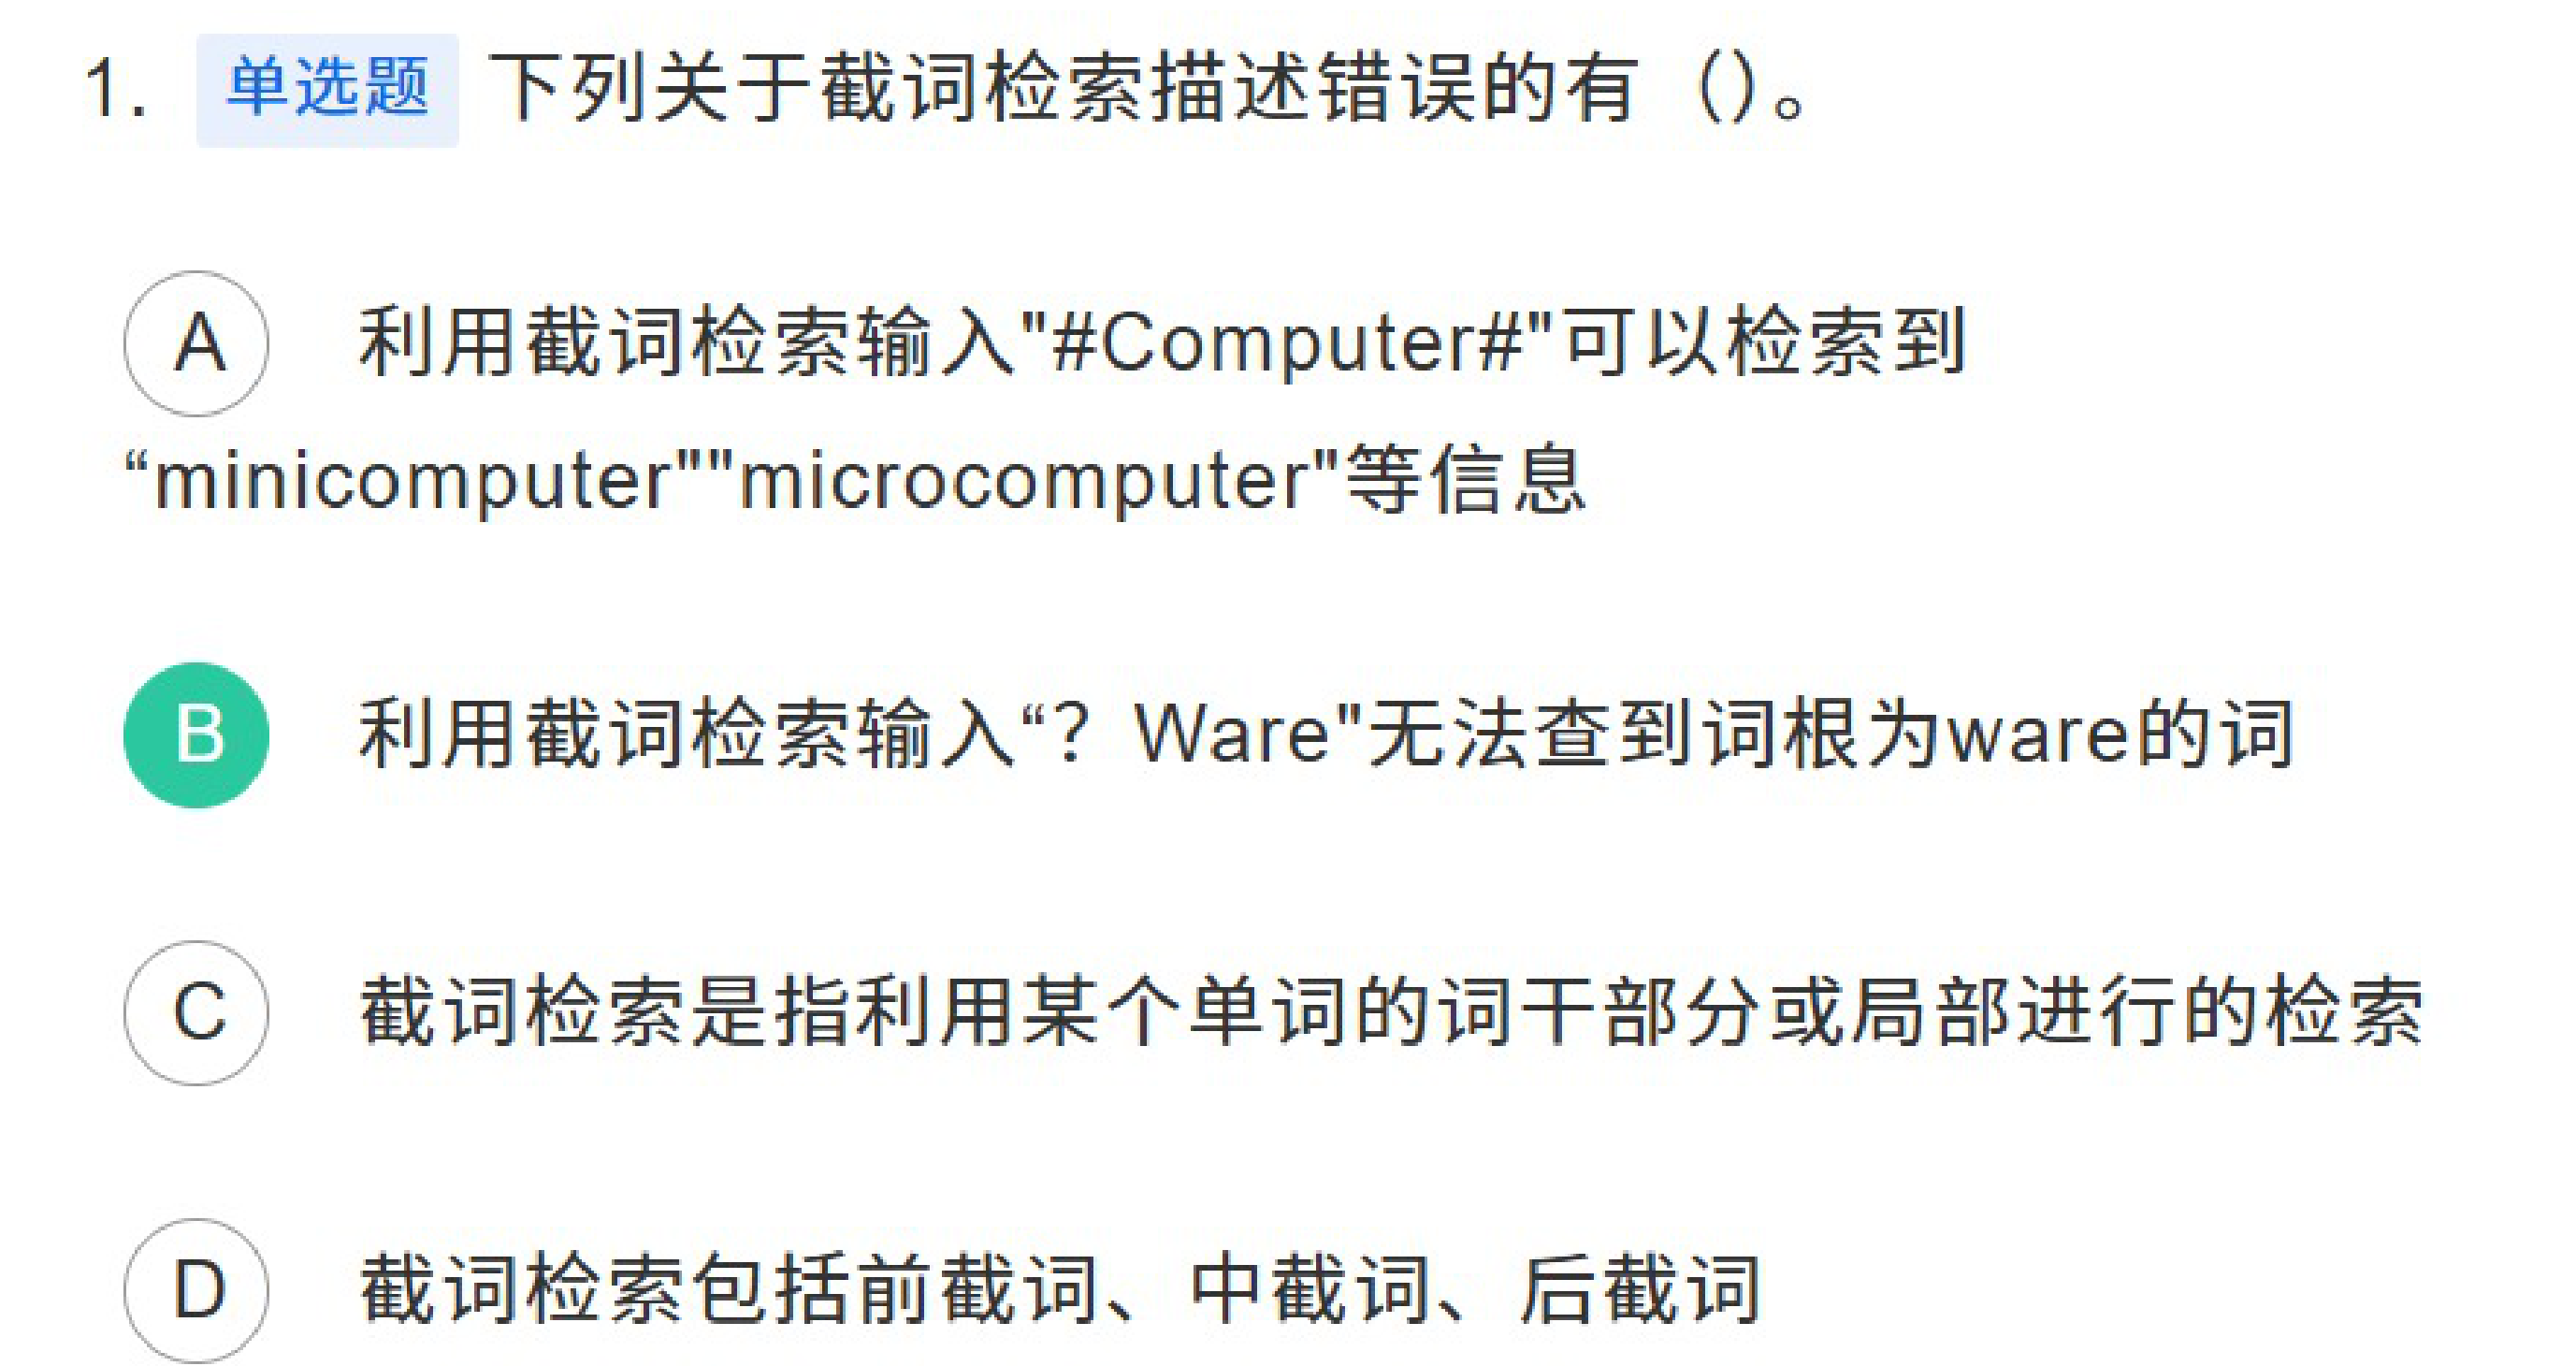 1. 单选题 下列关于截词检索描述错误的有（）。
A 利用截词检索输入"#Computer#"可以检索到
“minicomputer""microcomputer"等信息
B 利用截词检索输入“？Ware"无法查到词根为ware的词
C 截词检索是指利用某个单词的词干部分或局部进行的检索
D 截词检索包括前截词、中截词、后截词